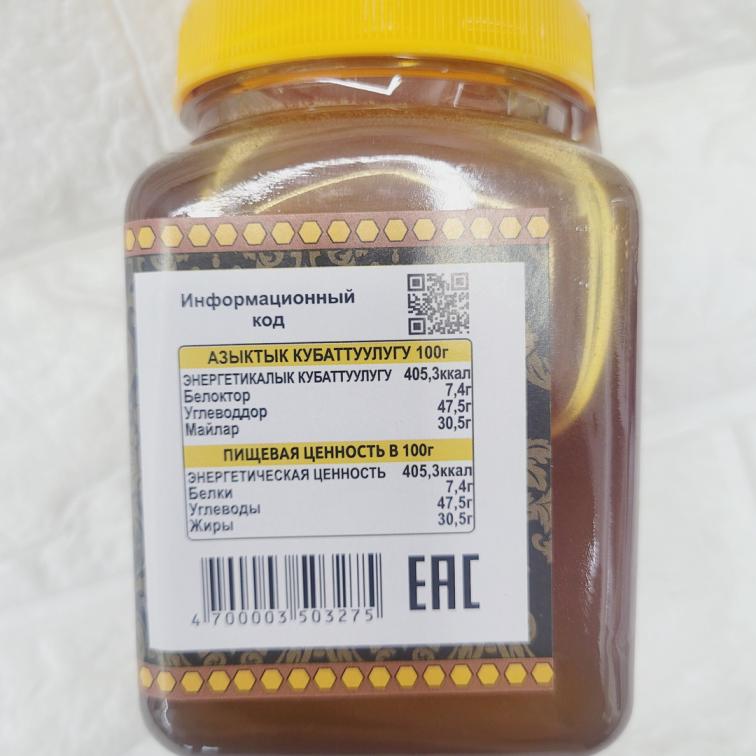 Информационный
код
АЗЫКТЫК КУБАТТУУЛУГУ 100г
ЭНЕРГЕТИКАЛЫК КУБАТТУУЛУГУ 405,3ккал
Белоктор 7,4г
Углеводдор 47,5г
Майлар 30,5г
ПИЩЕВАЯ ЦЕННОСТЬ В 100г
ЭНЕРГЕТИЧЕСКАЯ ЦЕННОСТЬ 405,3ккал
Белки 7,4г
Углеводы 47,5г
Жиры 30,5г
4 700003 503275
ЕАС